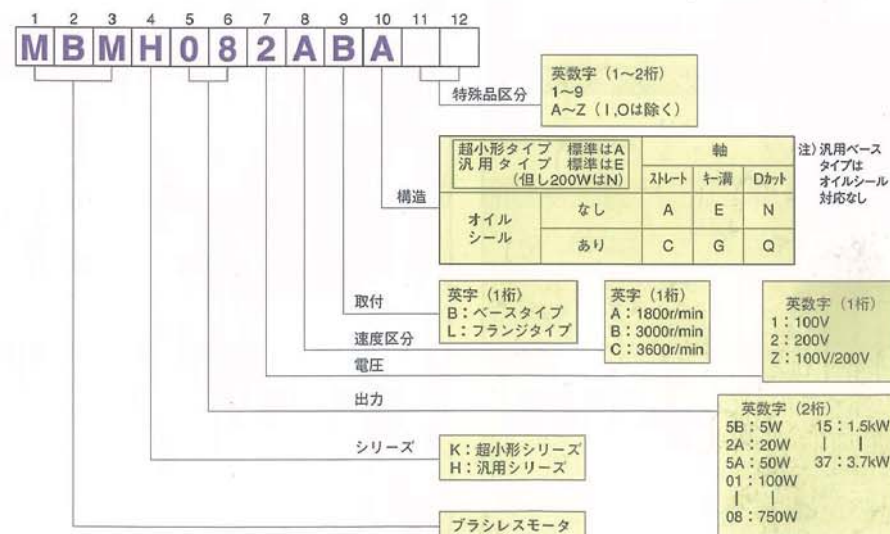 1 2 3 4 5 6 7 8 9 10 11 12
M B M H 0 8 2 A B A
特殊品区分
英数字（1～2桁）
1～9
A～Z（I,Oは除く）
構造
超小形タイプ 標準はA
汎用タイプ 標準はE
（但し200WはN）
軸
ストレート キー溝 Dカット
オイル
シール
なし A E N
あり C G Q
注）汎用ベース
タイプは
オイルシール
対応なし
取付
英字（1桁）
B：ベースタイプ
L：フランジタイプ
速度区分
英字（1桁）
A：1800r/min
B：3000r/min
C：3600r/min
電圧
英数字（1桁）
1：100V
2：200V
Z：100V/200V
出力
英数字（2桁）
5B：5W 15：1.5kW
2A：20W | |
5A：50W 37：3.7kW
01：100W
| |
08：750W
シリーズ
K：超小形シリーズ
H：汎用シリーズ
ブラシレスモータ